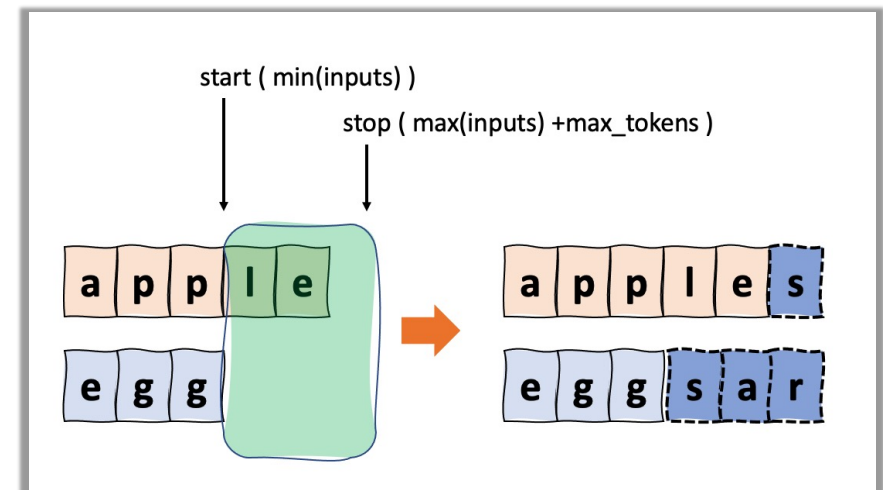 start ( min(inputs) )
stop ( max(inputs) +max_tokens )
a p p l e
a p p l e s
e g g
e g g s a r